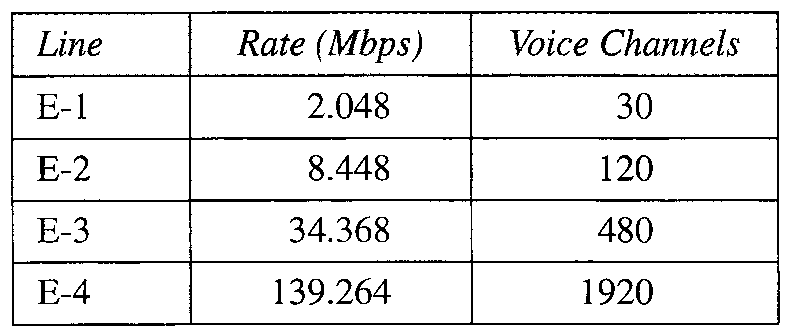 Line Rate (Mbps) Voice Channels
E-1 2.048 30
E-2 8.448 120
E-3 34.368 480
E-4 139.264 1920